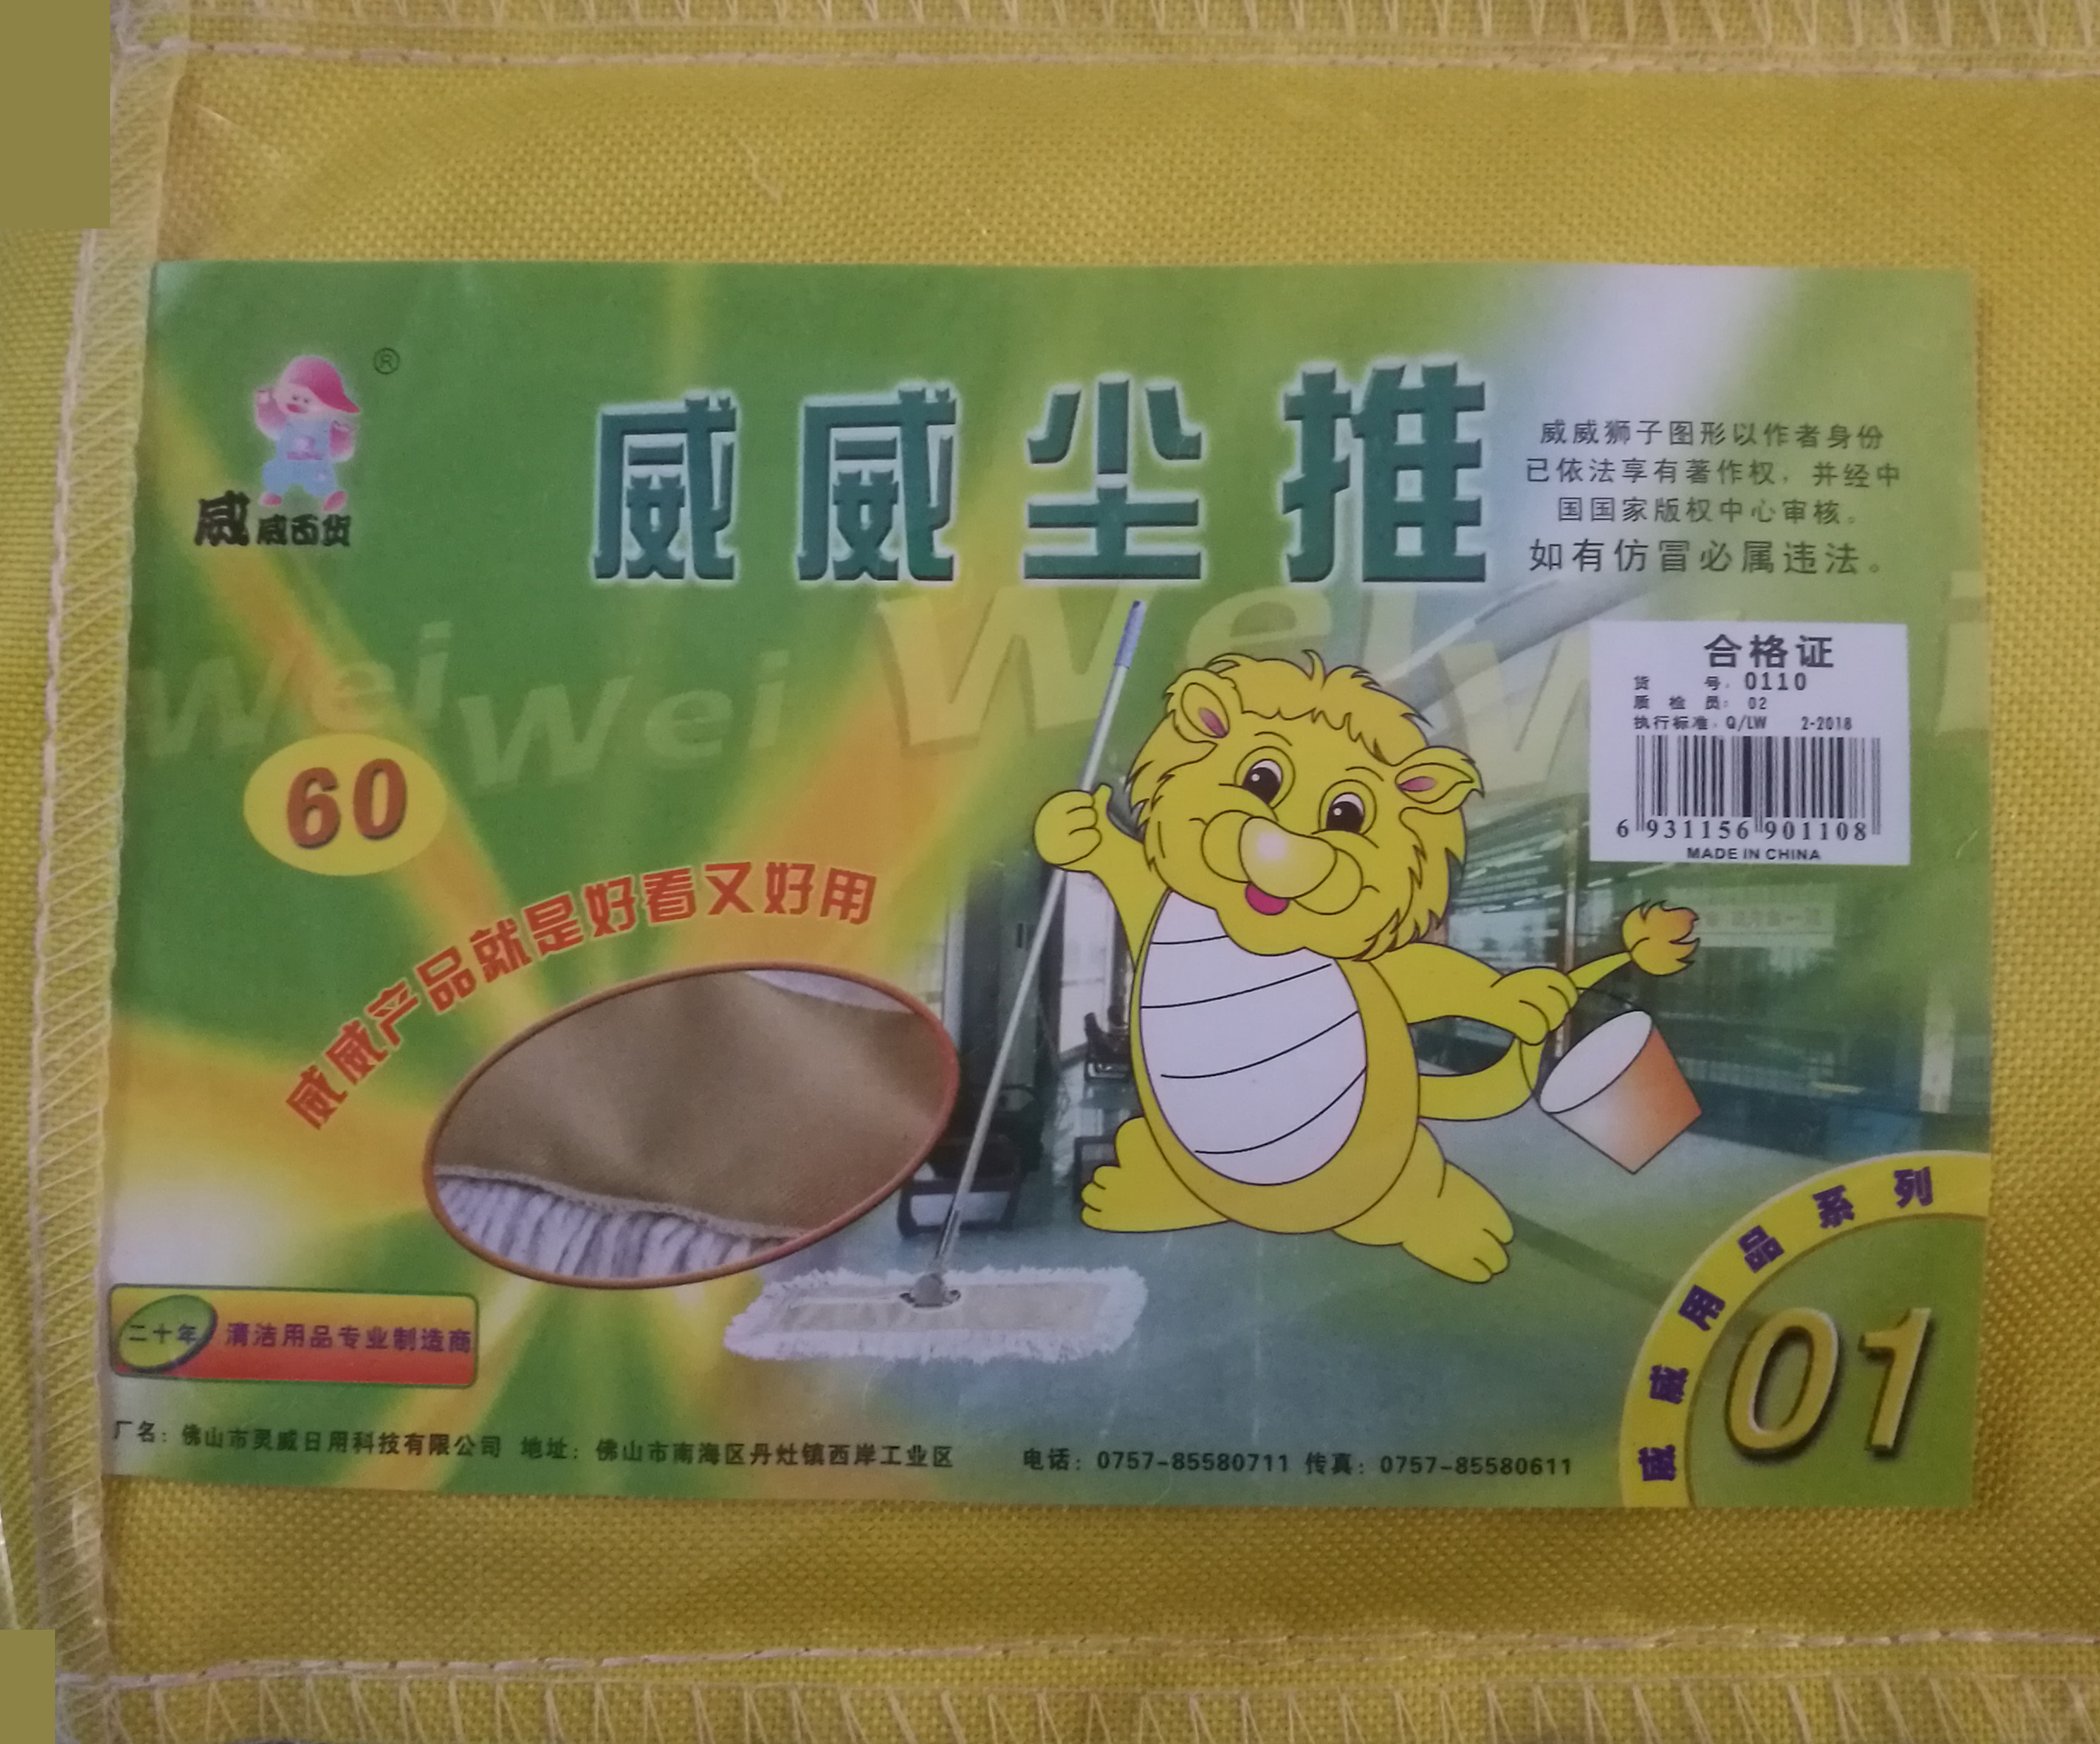 ®
威威百货
威威尘推
威威狮子图形以作者身份
已依法享有著作权，并经中
国国家版权中心审核。
如有仿冒必属违法。
Wei Wei Wei Wei
合格证
货 号：0110
质 检 员：02
执行标准：Q/LW 2-2018
6 931156 901108
MADE IN CHINA
60
威威产品就是好看又好用
二十年 清洁用品专业制造商
威威用品系列
01
厂名：佛山市灵威日用科技有限公司 地址：佛山市南海区丹灶镇西岸工业区 电话：0757-85580711 传真：0757-85580611